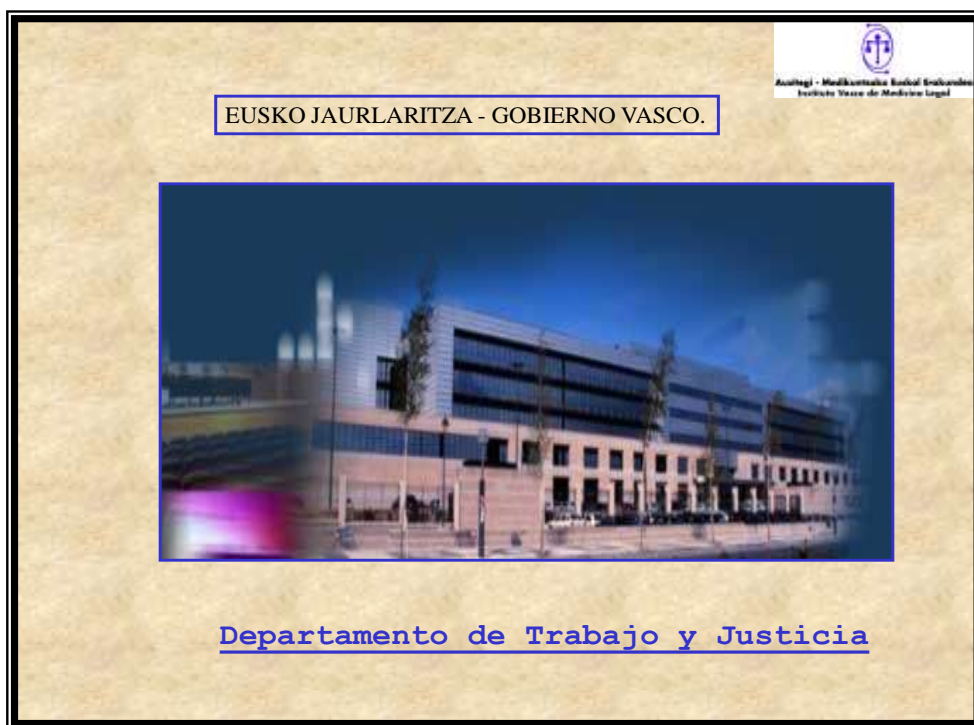 Auzitegi - Medikuntzako Euskal Erakundea
Instituto Vasco de Medicina Legal
EUSKO JAURLARITZA - GOBIERNO VASCO.
Departamento de Trabajo y Justicia